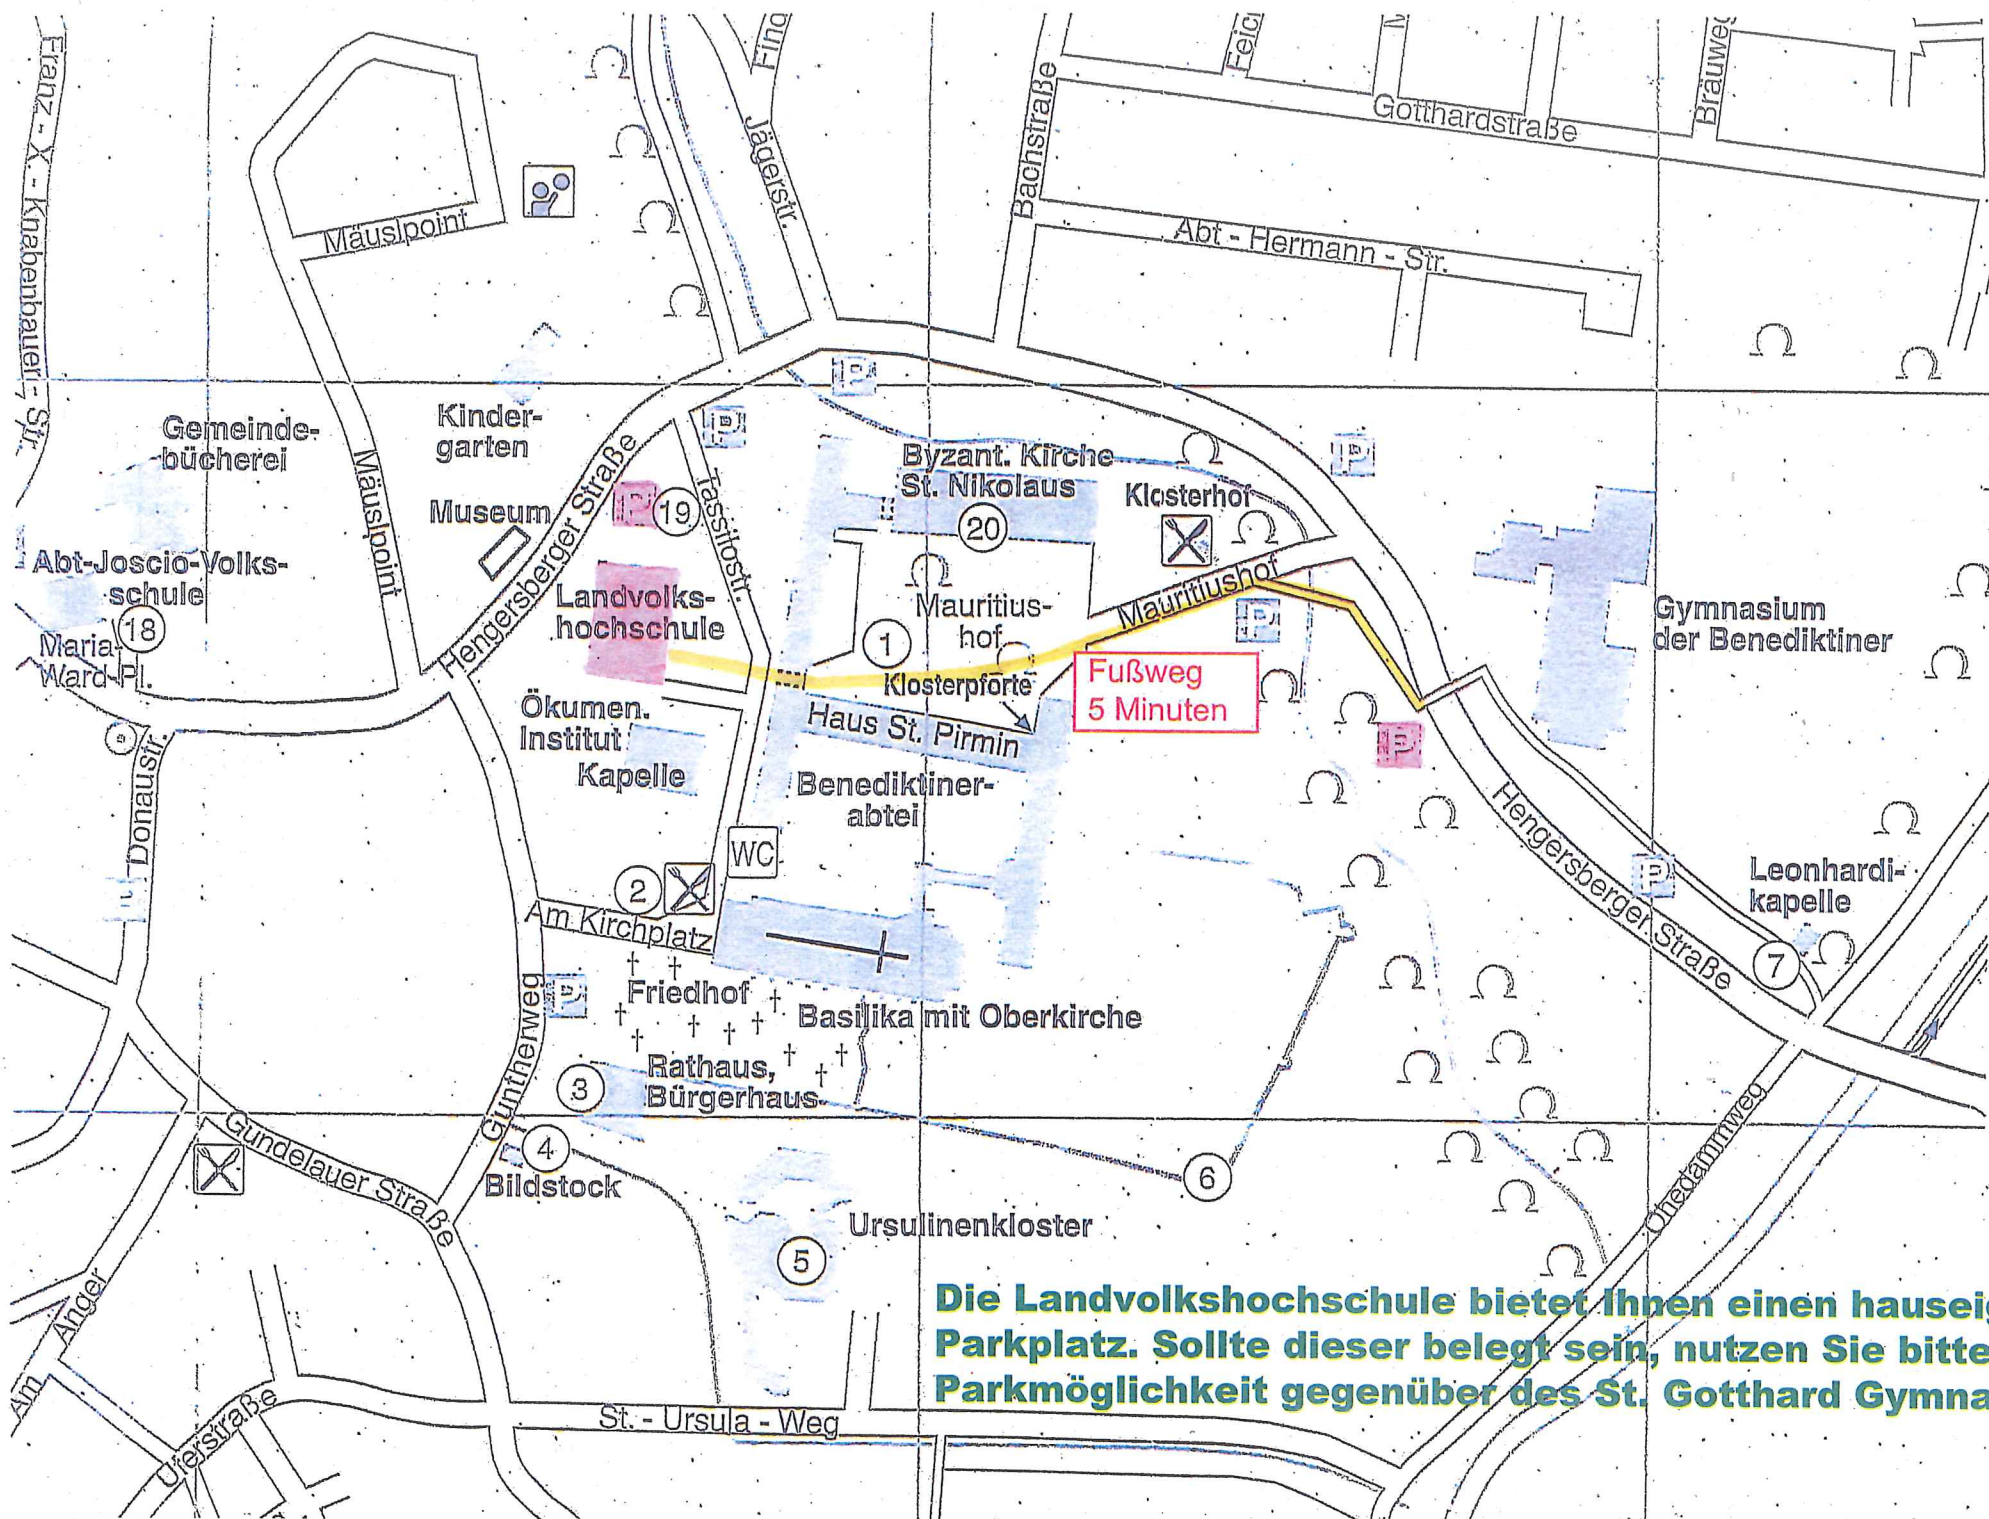 Franz - X. - Knabenbauer - Str.
Mäuslpoint
Jägerstr.
Bachstraße
Gotthardstraße
Bräuweg
Abt - Hermann - Str.
P
P
P
Gemeinde-
bücherei
Kinder-
garten
Mäuslpoint
Museum
Hengersberger Straße
P
19
Tassilostr.
Byzant. Kirche
St. Nikolaus
20
Klosterhof
Abt-Joscio-Volks-
schule
18
Maria-
Ward-Pl.
Landvolks-
hochschule
Mauritius-
hof
1
Mauritiushof
P
Gymnasium
der Benediktiner
Klosterpforte
Fußweg
5 Minuten
Haus St. Pirmin
Ökumen.
Institut
Kapelle
P
Benediktiner-
abtei
Donaustr.
WC
2
Am Kirchplatz
Hengersberger Straße
P
Leonhardi-
kapelle
7
P
Friedhof
Basilika mit Oberkirche
Guntherweg
Rathaus,
Bürgerhaus
3
4
Bildstock
Gundelauer Straße
6
Ohedammweg
Ursulinenkloster
5
Am Anger
Die Landvolkshochschule bietet Ihnen einen hausei
Parkplatz. Sollte dieser belegt sein, nutzen Sie bitte
Parkmöglichkeit gegenüber des St. Gotthard Gymna
Uferstraße
St. - Ursula - Weg